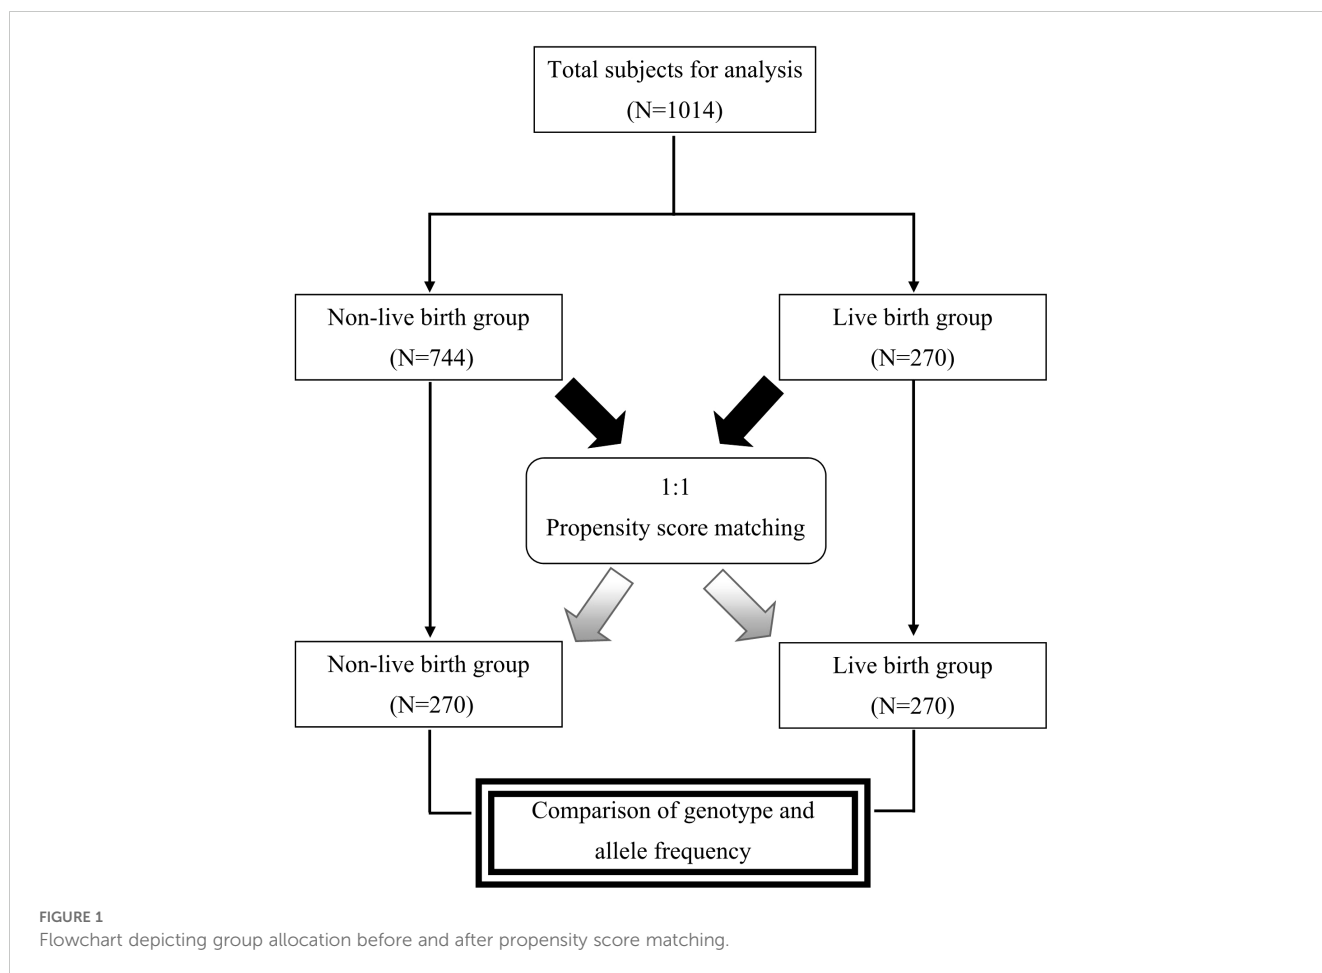 Total subjects for analysis
(N=1014)
Non-live birth group
(N=744)
Live birth group
(N=270)
1:1
Propensity score matching
Non-live birth group
(N=270)
Live birth group
(N=270)
Comparison of genotype and
allele frequency
FIGURE 1
Flowchart depicting group allocation before and after propensity score matching.